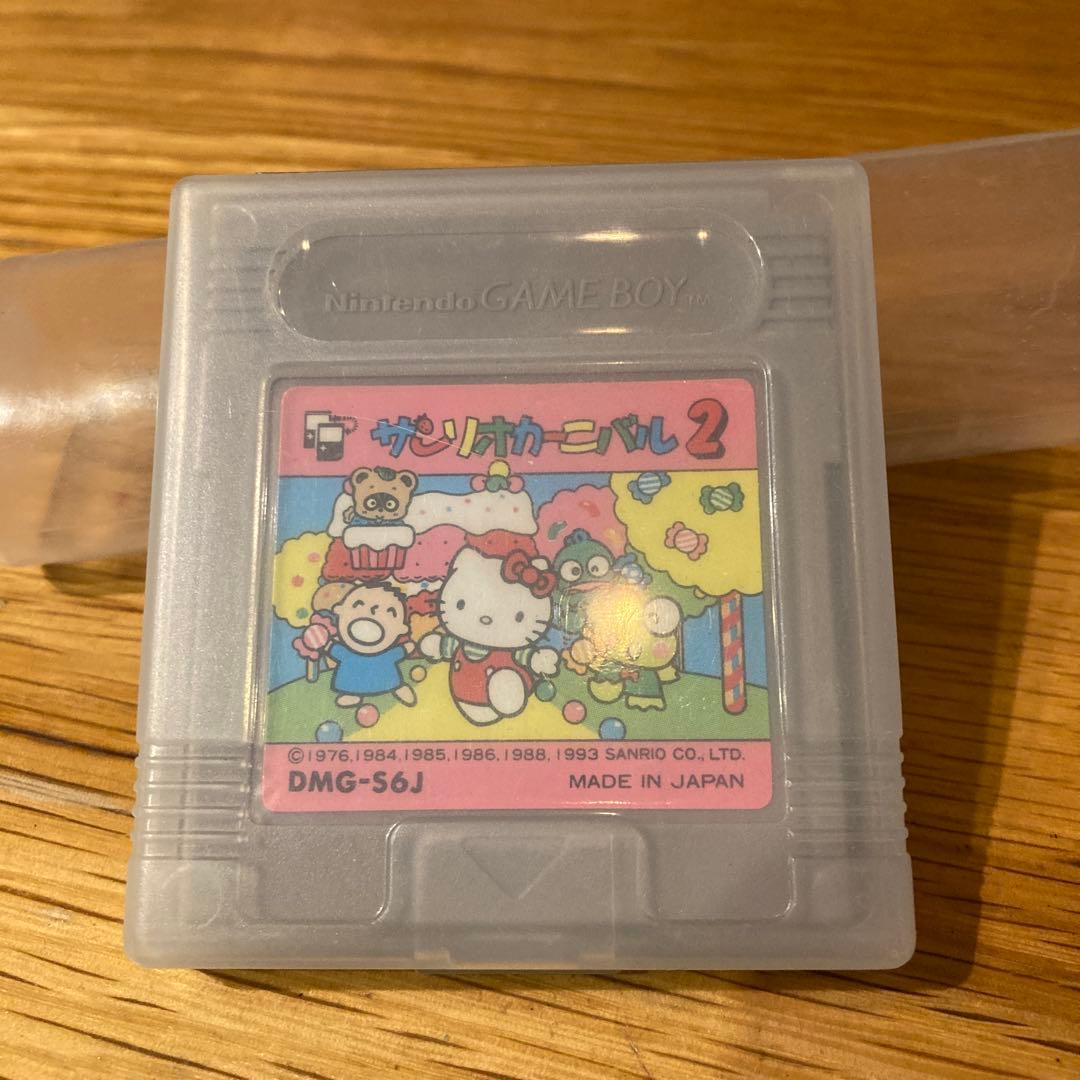 Nintendo GAME BOY™
サンリオカーニバル2
©1976,1984,1985,1986,1988,1993 SANRIO CO., LTD.
DMG-S6J
MADE IN JAPAN